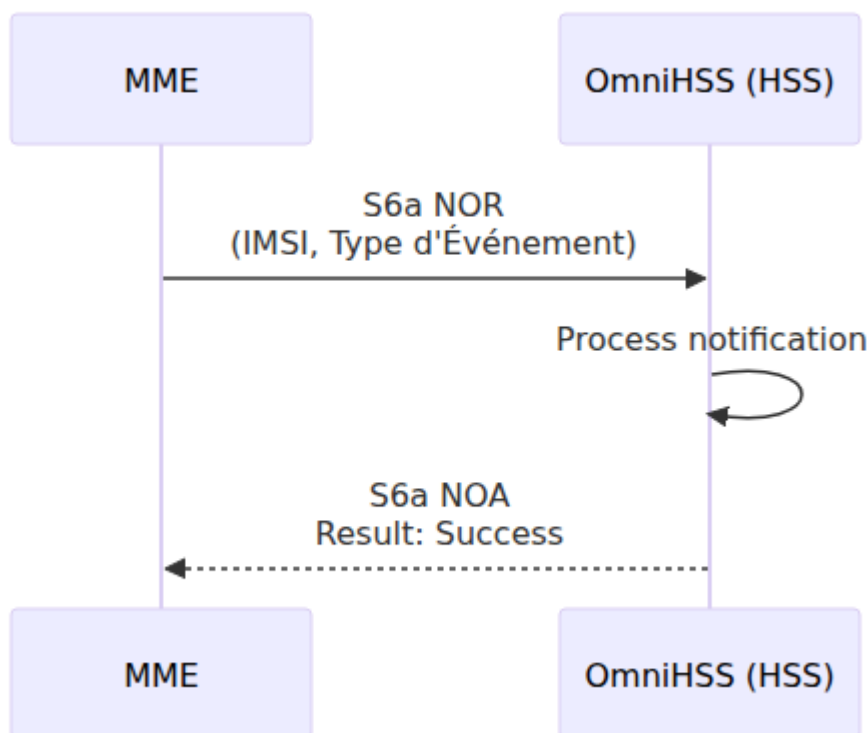 MME
OmniHSS (HSS)
S6a NOR
(IMSI, Type d'Événement)
Process notification
S6a NOA
Result: Success
MME
OmniHSS (HSS)